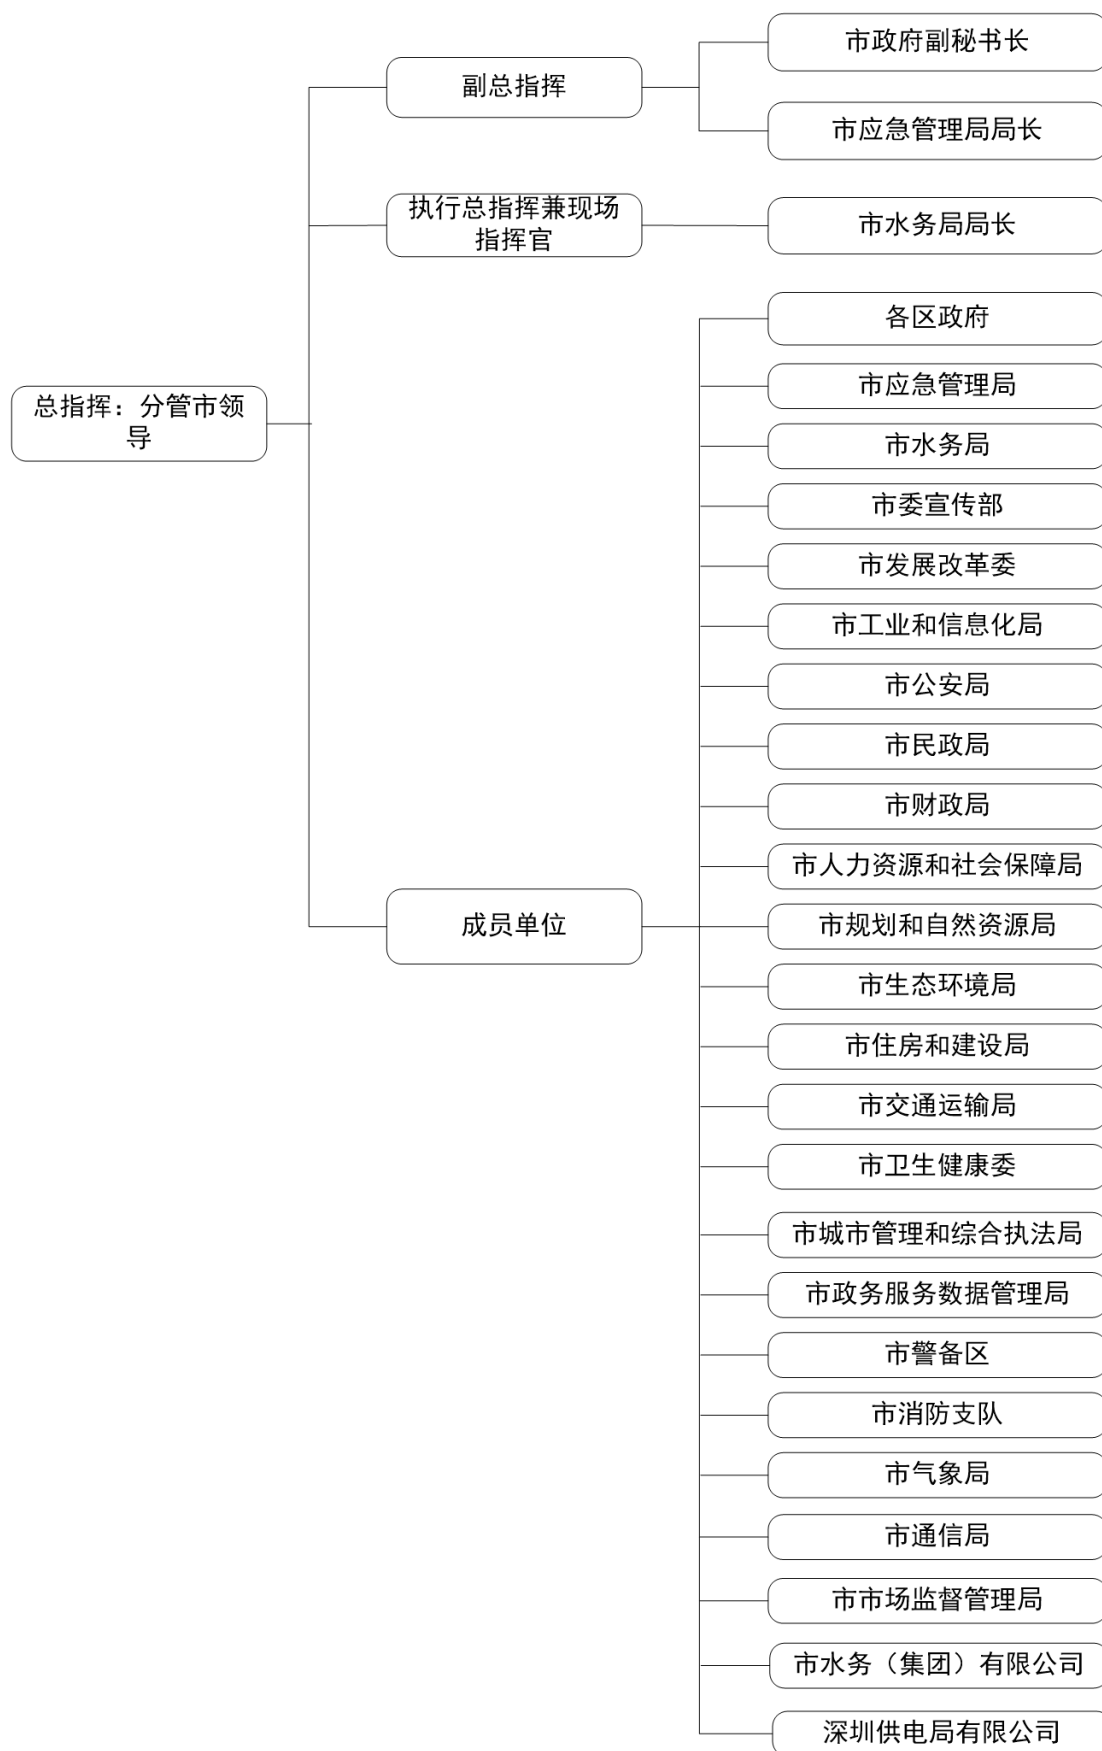 总指挥：分管市领
导
副总指挥
市政府副秘书长
市应急管理局局长
执行总指挥兼现场
指挥官
市水务局局长
成员单位
各区政府
市应急管理局
市水务局
市委宣传部
市发展改革委
市工业和信息化局
市公安局
市民政局
市财政局
市人力资源和社会保障局
市规划和自然资源局
市生态环境局
市住房和建设局
市交通运输局
市卫生健康委
市城市管理和综合执法局
市政务服务数据管理局
市警备区
市消防支队
市气象局
市通信局
市市场监督管理局
市水务（集团）有限公司
深圳供电局有限公司